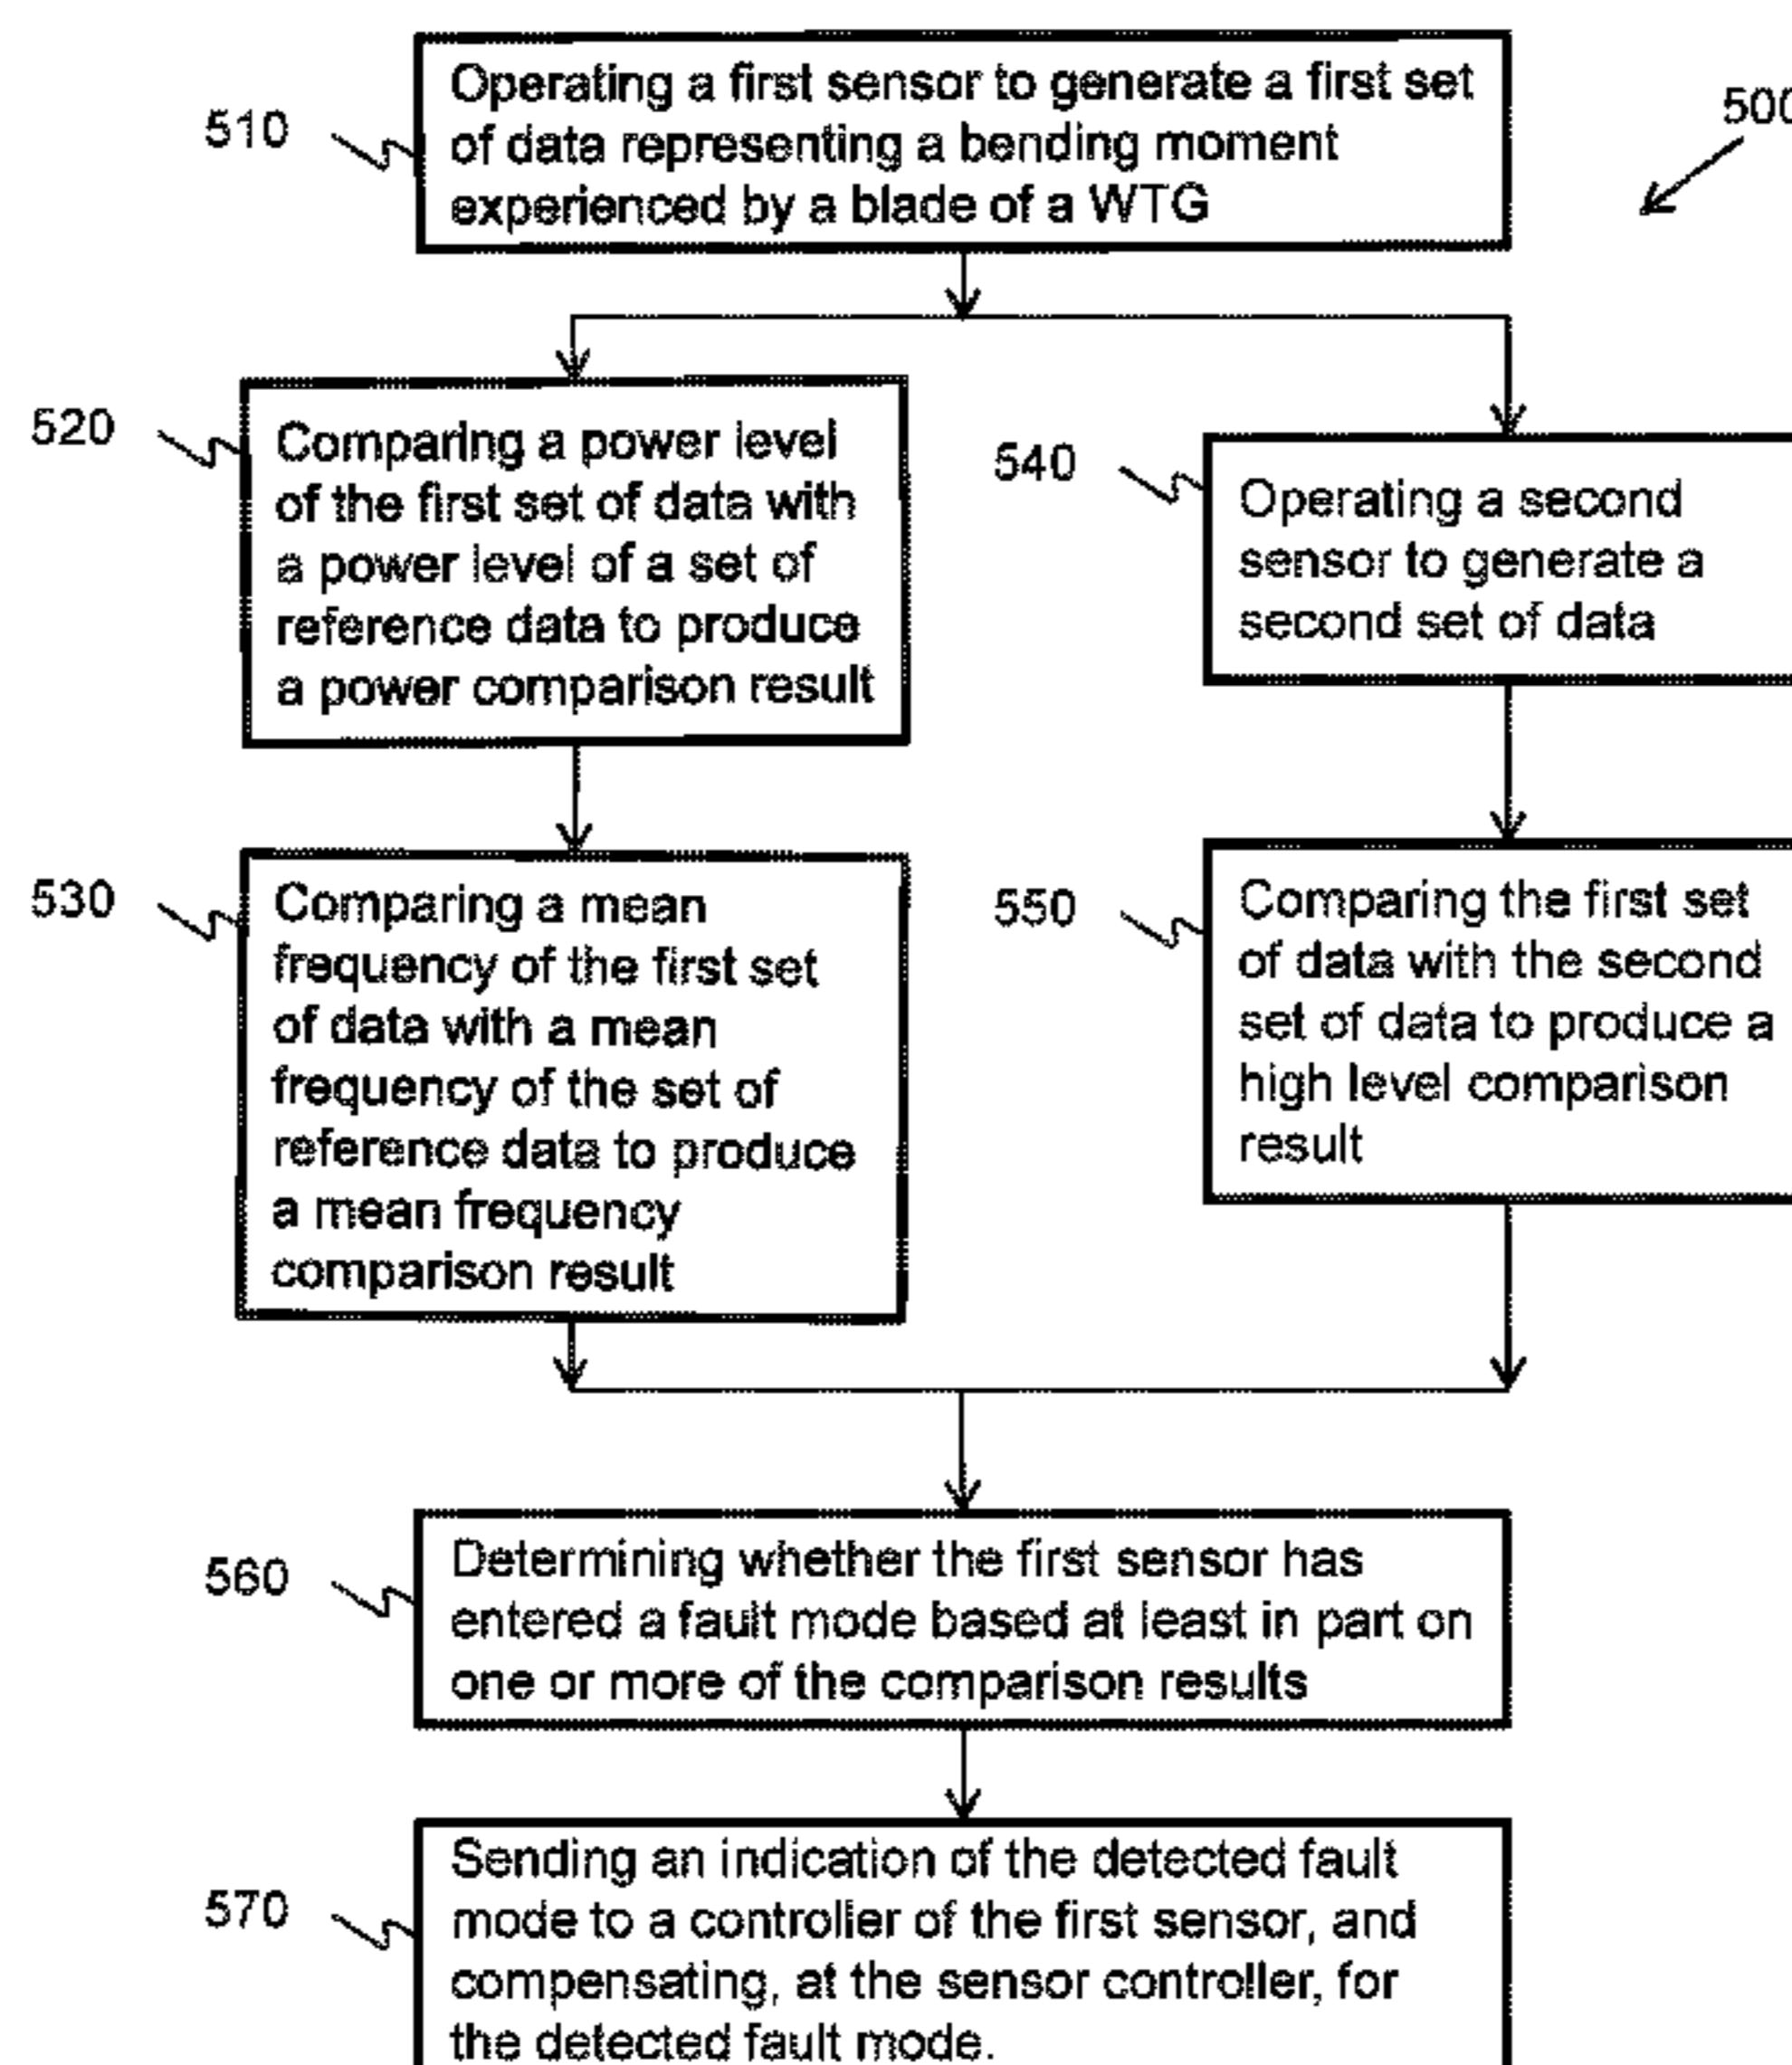 500
510
Operating a first sensor to generate a first set
of data representing a bending moment
experienced by a blade of a WTG
520
Comparing a power level
of the first set of data with
a power level of a set of
reference data to produce
a power comparison result
530
Comparing a mean
frequency of the first set
of data with a mean
frequency of the set of
reference data to produce
a mean frequency
comparison result
540
Operating a second
sensor to generate a
second set of data
550
Comparing the first set
of data with the second
set of data to produce a
high level comparison
result
560
Determining whether the first sensor has
entered a fault mode based at least in part on
one or more of the comparison results
570
Sending an indication of the detected fault
mode to a controller of the first sensor, and
compensating, at the sensor controller, for
the detected fault mode.